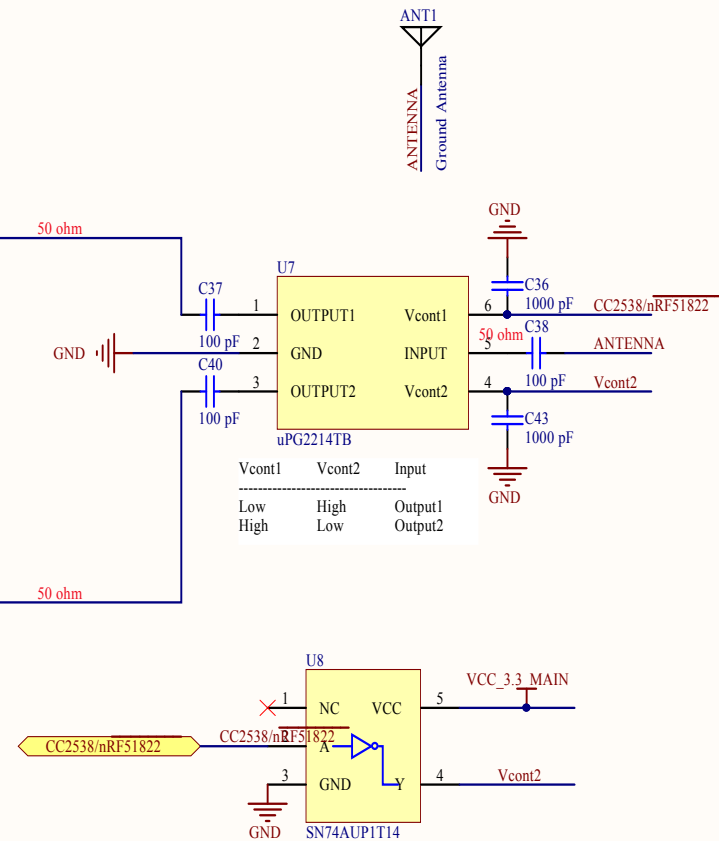 ANT1
ANTENNA
Ground Antenna
50 ohm
GND
U7
C37
C36
1 OUTPUT1 Vcont1 6
1000 pF
CC2538/nRF51822
100 pF
50 ohm C38
GND
2 GND INPUT 5
ANTENNA
C40
3 OUTPUT2 Vcont2 4
100 pF
Vcont2
100 pF
C43
uPG2214TB
1000 pF
Vcont1 Vcont2 Input
-----------------------------------
Low High Output1
High Low Output2
GND
50 ohm
U8
VCC_3.3_MAIN
1 NC VCC 5
CC2538/nRF51822
CC2538/nRF51822
2 A
3 GND Y 4
Vcont2
GND
SN74AUP1T14